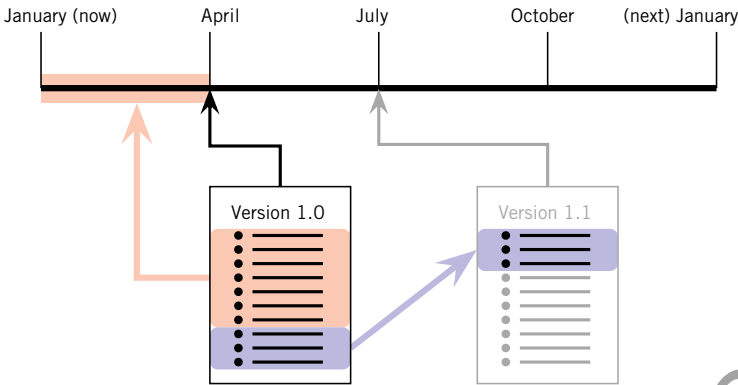 January (now) April July October (next) January
Version 1.0 Version 1.1